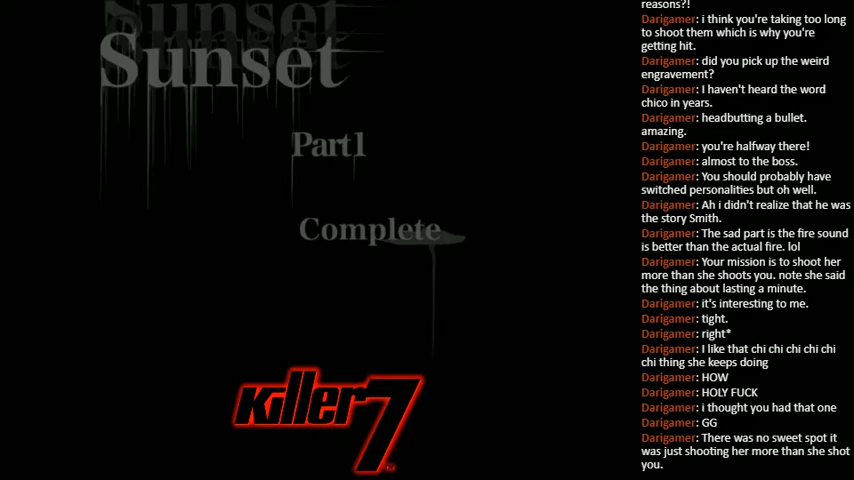 Sunset
Sunset
Part1
Complete
killer7
reasons?!
Darigamer: i think you're taking too long
to shoot them which is why you're
getting hit.
Darigamer: did you pick up the weird
engravement?
Darigamer: I haven't heard the word
chico in years.
Darigamer: headbutting a bullet.
amazing.
Darigamer: you're halfway there!
Darigamer: almost to the boss.
Darigamer: You should probably have
switched personalities but oh well.
Darigamer: Ah i didn't realize that he was
the story Smith.
Darigamer: The sad part is the fire sound
is better than the actual fire. lol
Darigamer: Your mission is to shoot her
more than she shoots you. note she said
the thing about lasting a minute.
Darigamer: it's interesting to me.
Darigamer: tight.
Darigamer: right*
Darigamer: I like that chi chi chi chi chi
chi thing she keeps doing
Darigamer: HOW
Darigamer: HOLY FUCK
Darigamer: i thought you had that one
Darigamer: GG
Darigamer: There was no sweet spot it
was just shooting her more than she shot
you.